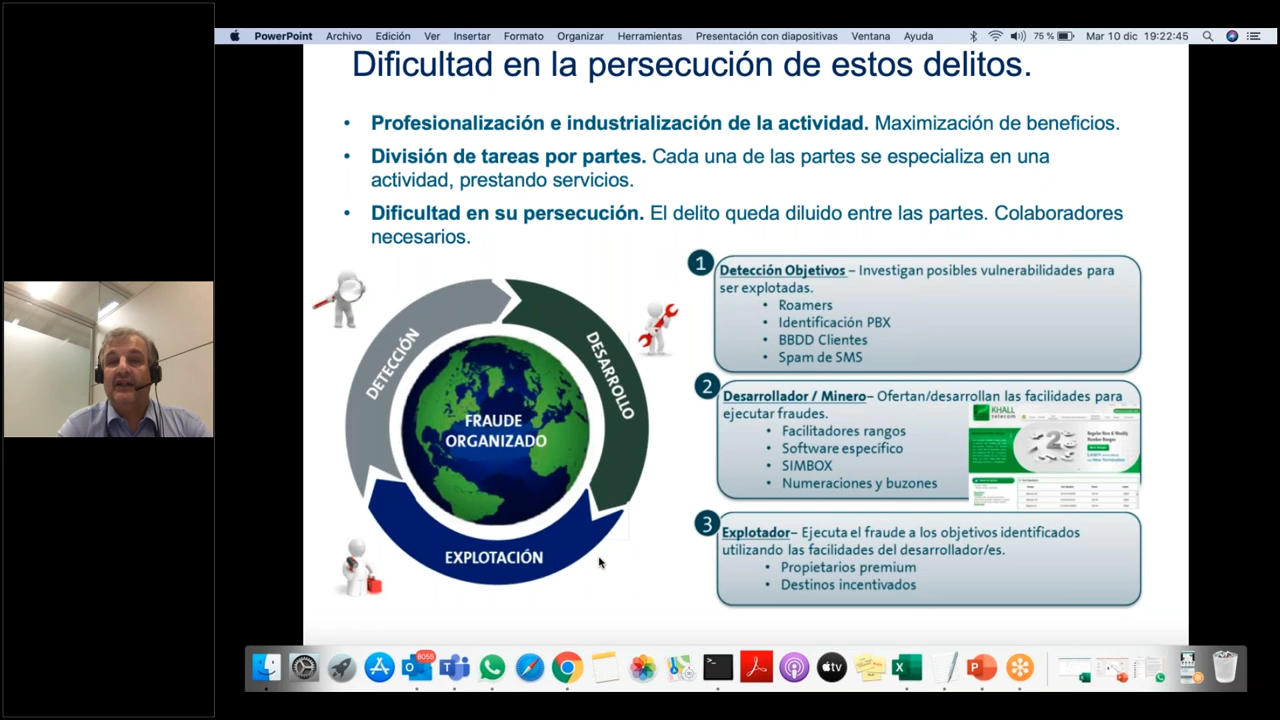 PowerPoint Archivo Edición Ver Insertar Formato Organizar Herramientas Presentación con diapositivas Ventana Ayuda 75 % Mar 10 dic 19:22:45
Dificultad en la persecución de estos delitos.
• Profesionalización e industrialización de la actividad. Maximización de beneficios.
• División de tareas por partes. Cada una de las partes se especializa en una
actividad, prestando servicios.
• Dificultad en su persecución. El delito queda diluido entre las partes. Colaboradores
necesarios.
DETECCIÓN
DESARROLLO
FRAUDE
ORGANIZADO
EXPLOTACIÓN
1
Detección Objetivos – Investigan posibles vulnerabilidades para
ser explotadas.
• Roamers
• Identificación PBX
• BBDD Clientes
• Spam de SMS
2
Desarrollador / Minero– Ofertan/desarrollan las facilidades para
ejecutar fraudes.
• Facilitadores rangos
• Software específico
• SIMBOX
• Numeraciones y buzones
KHALL
telecom
3
Explotador– Ejecuta el fraude a los objetivos identificados
utilizando las facilidades del desarrollador/es.
• Propietarios premium
• Destinos incentivados
8055
tv